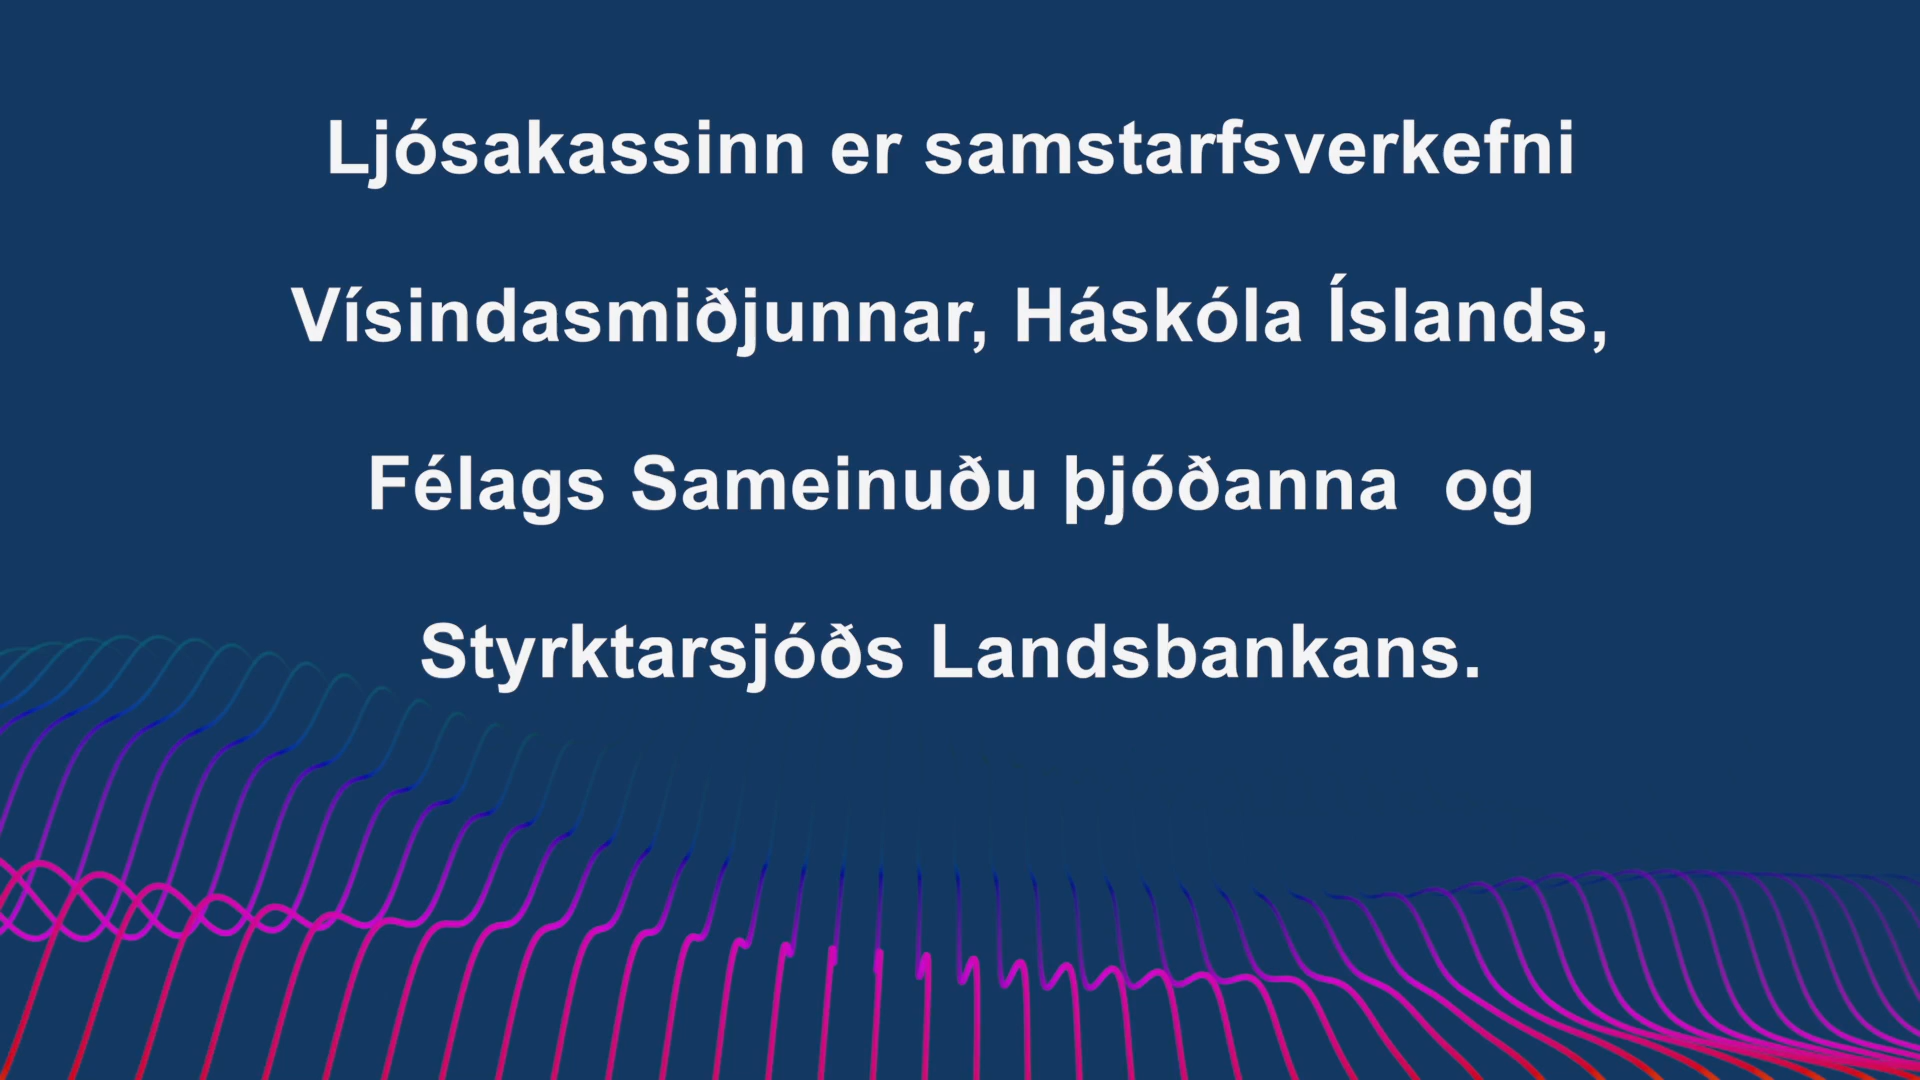 Ljósakassinn er samstarfsverkefni
Vísindasmiðjunnar, Háskóla Íslands,
Félags Sameinuðu þjóðanna  og
Styrktarsjóðs Landsbankans.